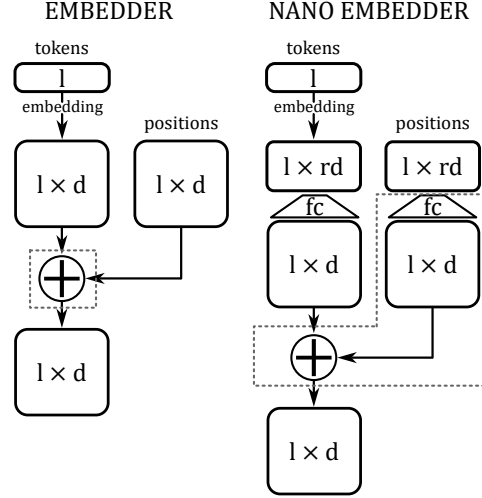 EMBEDDER
tokens
l
embedding
positions
l × d
l × d
l × d
NANO EMBEDDER
tokens
l
embedding
positions
l × rd
l × rd
fc
fc
l × d
l × d
l × d